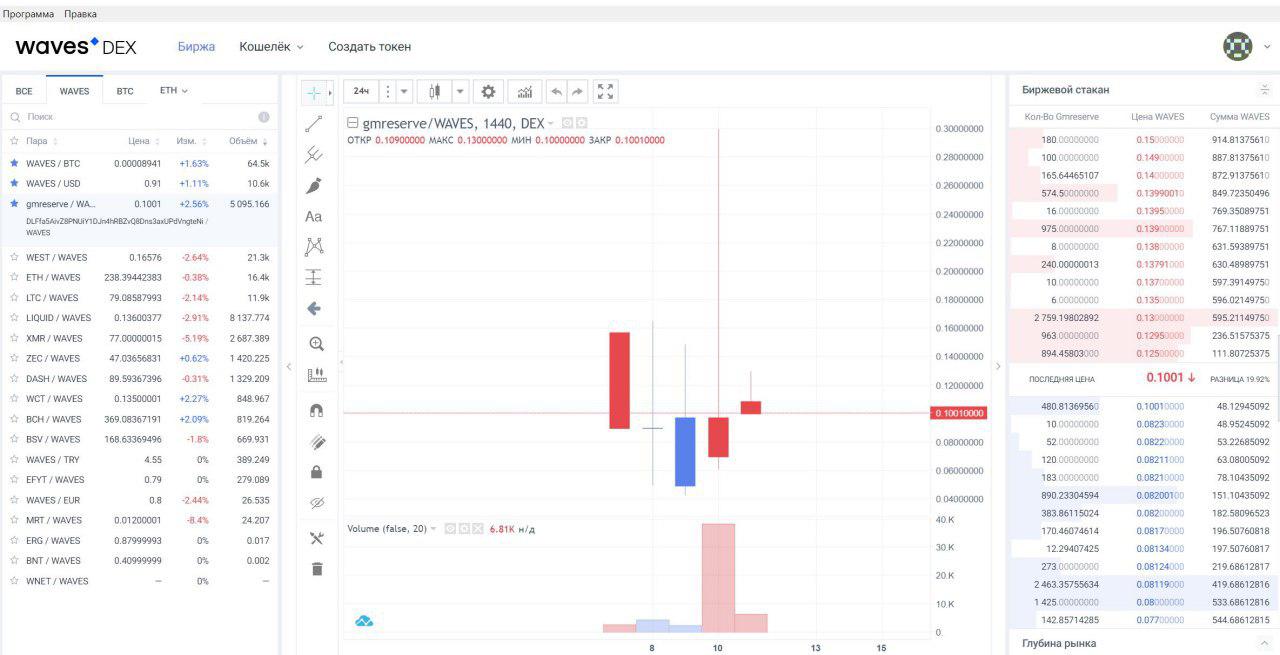 Программа Правка
waves DEX Биржа Кошелёк Создать токен
ВСЕ WAVES BTC ETH
Поиск
Пара Цена Изм. Объём
WAVES / BTC 0.00008941 +1.63% 64.5k
WAVES / USD 0.91 +1.11% 10.6k
gmreserve / WA... 0.1001 +2.56% 5 095.166
DLFfa5AivZ8PNUiY1DJn4hRBZvQ8Dns3axUPdVngteNi /
WAVES
WEST / WAVES 0.16576 -2.64% 21.3k
ETH / WAVES 238.39442383 -0.38% 16.4k
LTC / WAVES 79.08587993 -2.14% 11.9k
LIQUID / WAVES 0.13600377 -2.91% 8 137.774
XMR / WAVES 77.00000015 -5.19% 2 687.389
ZEC / WAVES 47.03656831 +0.62% 1 420.225
DASH / WAVES 89.59367396 -0.31% 1 329.209
WCT / WAVES 0.13500001 +2.27% 848.967
BCH / WAVES 369.08367191 +2.09% 819.264
BSV / WAVES 168.63369496 -1.8% 669.931
WAVES / TRY 4.55 0% 389.249
EFYT / WAVES 0.79 0% 279.089
WAVES / EUR 0.8 -2.44% 26.535
MRT / WAVES 0.01200001 -8.4% 24.207
ERG / WAVES 0.87999993 0% 0.017
BNT / WAVES 0.40999999 0% 0.002
WNET / WAVES — 0% —
24ч
Aa
gmreserve/WAVES, 1440, DEX
ОТКР 0.10900000 МАКС 0.13000000 МИН 0.10000000 ЗАКР 0.10010000
0.30000000
0.28000000
0.26000000
0.24000000
0.22000000
0.20000000
0.18000000
0.16000000
0.14000000
0.12000000
0.10010000
0.08000000
0.06000000
0.04000000
Volume (false, 20) 6.81K н/д
40.K
30.K
20.K
10.K
0.
8 10 13 15
Биржевой стакан
Кол-Во Gmreserve Цена WAVES Сумма WAVES
180.00000000 0.15000000 914.81375610
100.00000000 0.14900000 887.81375610
165.64465107 0.14000000 872.91375610
574.50000000 0.13990010 849.72350496
16.00000000 0.13950000 769.35089751
975.00000000 0.13900000 767.11889751
8.00000000 0.13800000 631.59389751
240.00000013 0.13791000 630.48989751
10.00000000 0.13700000 597.39149750
6.00000000 0.13500000 596.02149750
2 759.19802892 0.13000000 595.21149750
963.00000000 0.12950000 236.51575375
894.45803000 0.12500000 111.80725375
ПОСЛЕДНЯЯ ЦЕНА 0.1001 ↓ РАЗНИЦА 19.92%
480.81369560 0.10010000 48.12945092
10.00000000 0.08230000 48.95245092
52.00000000 0.08220000 53.22685092
120.00000000 0.08211000 63.08005092
183.00000000 0.08210000 78.10435092
890.23304594 0.08200100 151.10435092
383.86115024 0.08200000 182.58096523
170.46074614 0.08170000 196.50760818
12.29407425 0.08134000 197.50760817
273.00000000 0.08124000 219.68612817
2 463.35755634 0.08119000 419.68612816
1 425.00000000 0.08000000 533.68612816
142.85714285 0.07700000 544.68612815
Глубина рынка